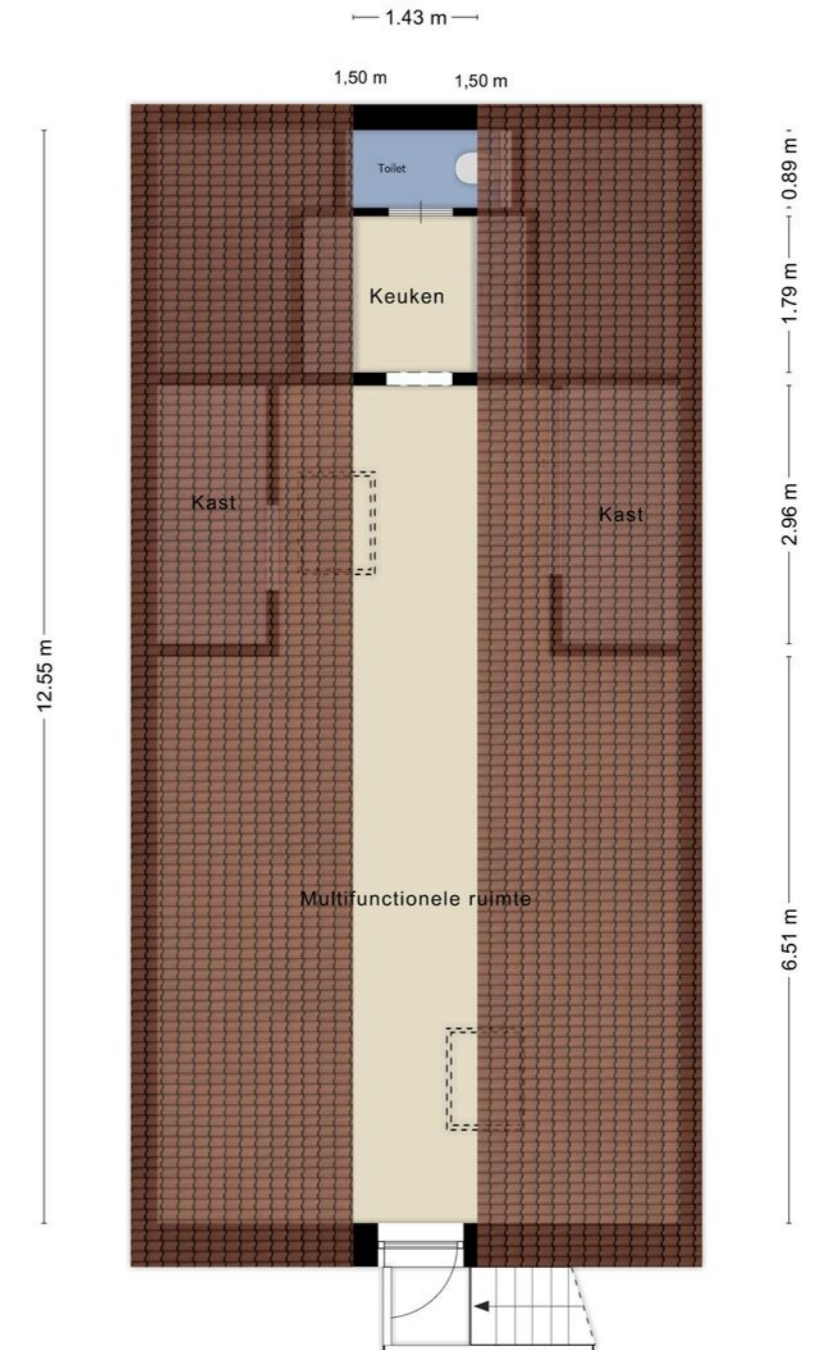 1.43 m
1,50 m
1,50 m
Toilet
0.89 m
Keuken
1.79 m
Kast
Kast
2.96 m
12.55 m
Multifunctionele ruimte
6.51 m